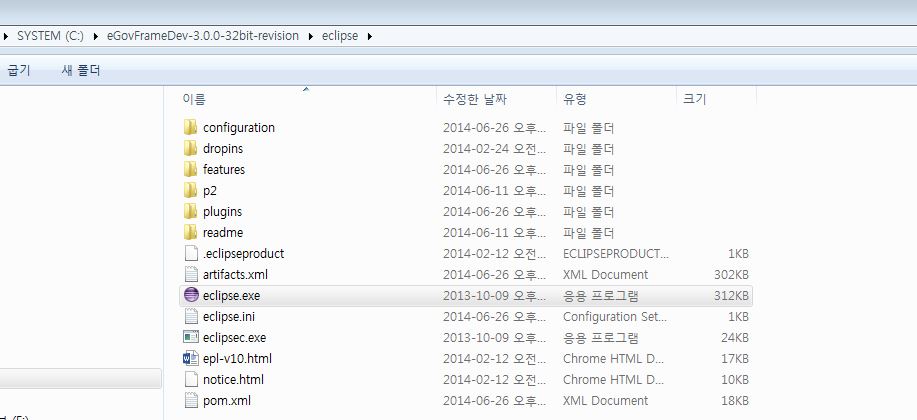 SYSTEM (C:) eGovFrameDev-3.0.0-32bit-revision eclipse
굽기 새 폴더
이름 수정한 날짜 유형 크기
configuration 2014-06-26 오후... 파일 폴더
dropins 2014-02-24 오전... 파일 폴더
features 2014-06-26 오후... 파일 폴더
p2 2014-06-11 오후... 파일 폴더
plugins 2014-06-26 오후... 파일 폴더
readme 2014-06-11 오후... 파일 폴더
.eclipseproduct 2014-02-12 오전... ECLIPSEPRODUCT... 1KB
artifacts.xml 2014-06-26 오후... XML Document 302KB
eclipse.exe 2013-10-09 오후... 응용 프로그램 312KB
eclipse.ini 2014-06-26 오후... Configuration Set... 1KB
eclipsec.exe 2013-10-09 오후... 응용 프로그램 24KB
epl-v10.html 2014-02-12 오전... Chrome HTML D... 17KB
notice.html 2014-02-12 오전... Chrome HTML D... 10KB
pom.xml 2014-06-26 오후... XML Document 18KB